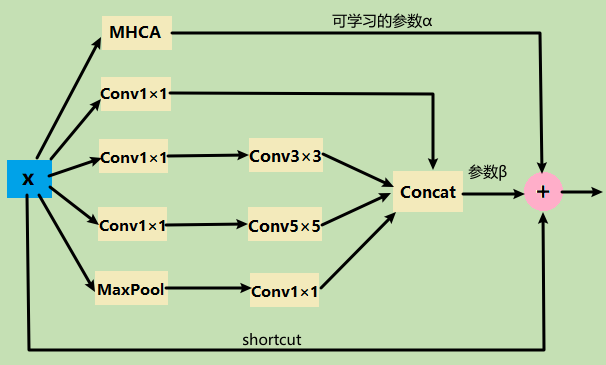 MHCA
可学习的参数α
Conv1×1
x
Conv1×1
Conv3×3
Concat
参数β
+
Conv1×1
Conv5×5
MaxPool
Conv1×1
shortcut